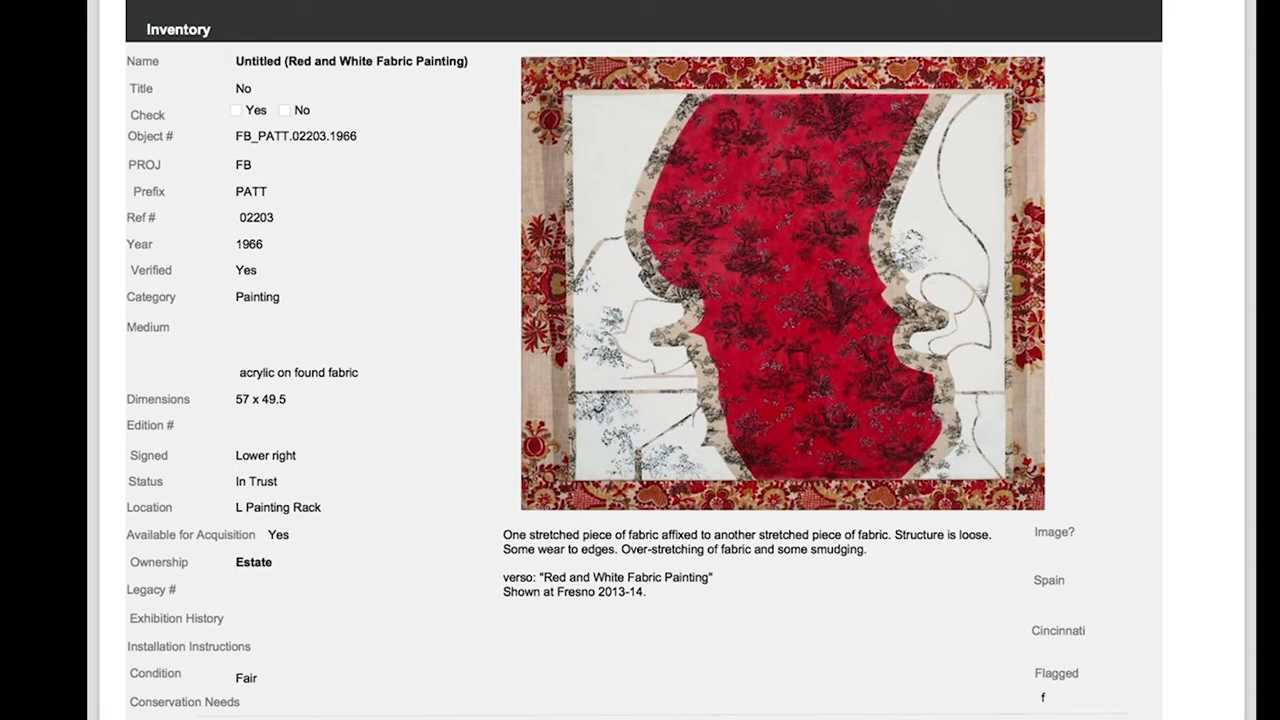 Inventory
Name Untitled (Red and White Fabric Painting)
Title No
Check Yes No
Object # FB_PATT.02203.1966
PROJ FB
Prefix PATT
Ref # 02203
Year 1966
Verified Yes
Category Painting
Medium
acrylic on found fabric
Dimensions 57 x 49.5
Edition #
Signed Lower right
Status In Trust
Location L Painting Rack
Available for Acquisition Yes
Ownership Estate
Legacy #
Exhibition History
Installation Instructions
Condition Fair
Conservation Needs
One stretched piece of fabric affixed to another stretched piece of fabric. Structure is loose.
Some wear to edges. Over-stretching of fabric and some smudging.
verso: "Red and White Fabric Painting"
Shown at Fresno 2013-14.
Image?
Spain
Cincinnati
Flagged
f